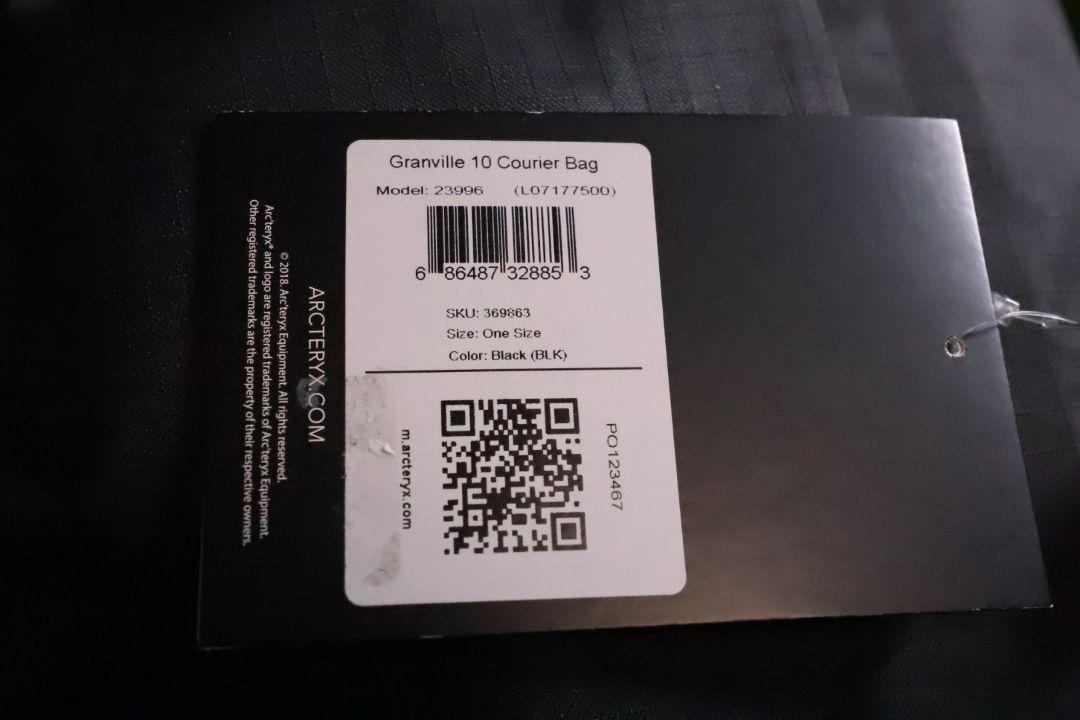 Granville 10 Courier Bag
Model: 23996 (L07177500)
6 86487 32885 3
SKU: 369863
Size: One Size
Color: Black (BLK)
m.arcteryx.com
PO123467
ARCTERYX.COM
© 2018. Arc'teryx Equipment. All rights reserved.
Arc'teryx® and logo are registered trademarks of Arc'teryx Equipment.
Other registered trademarks are the property of their respective owners.